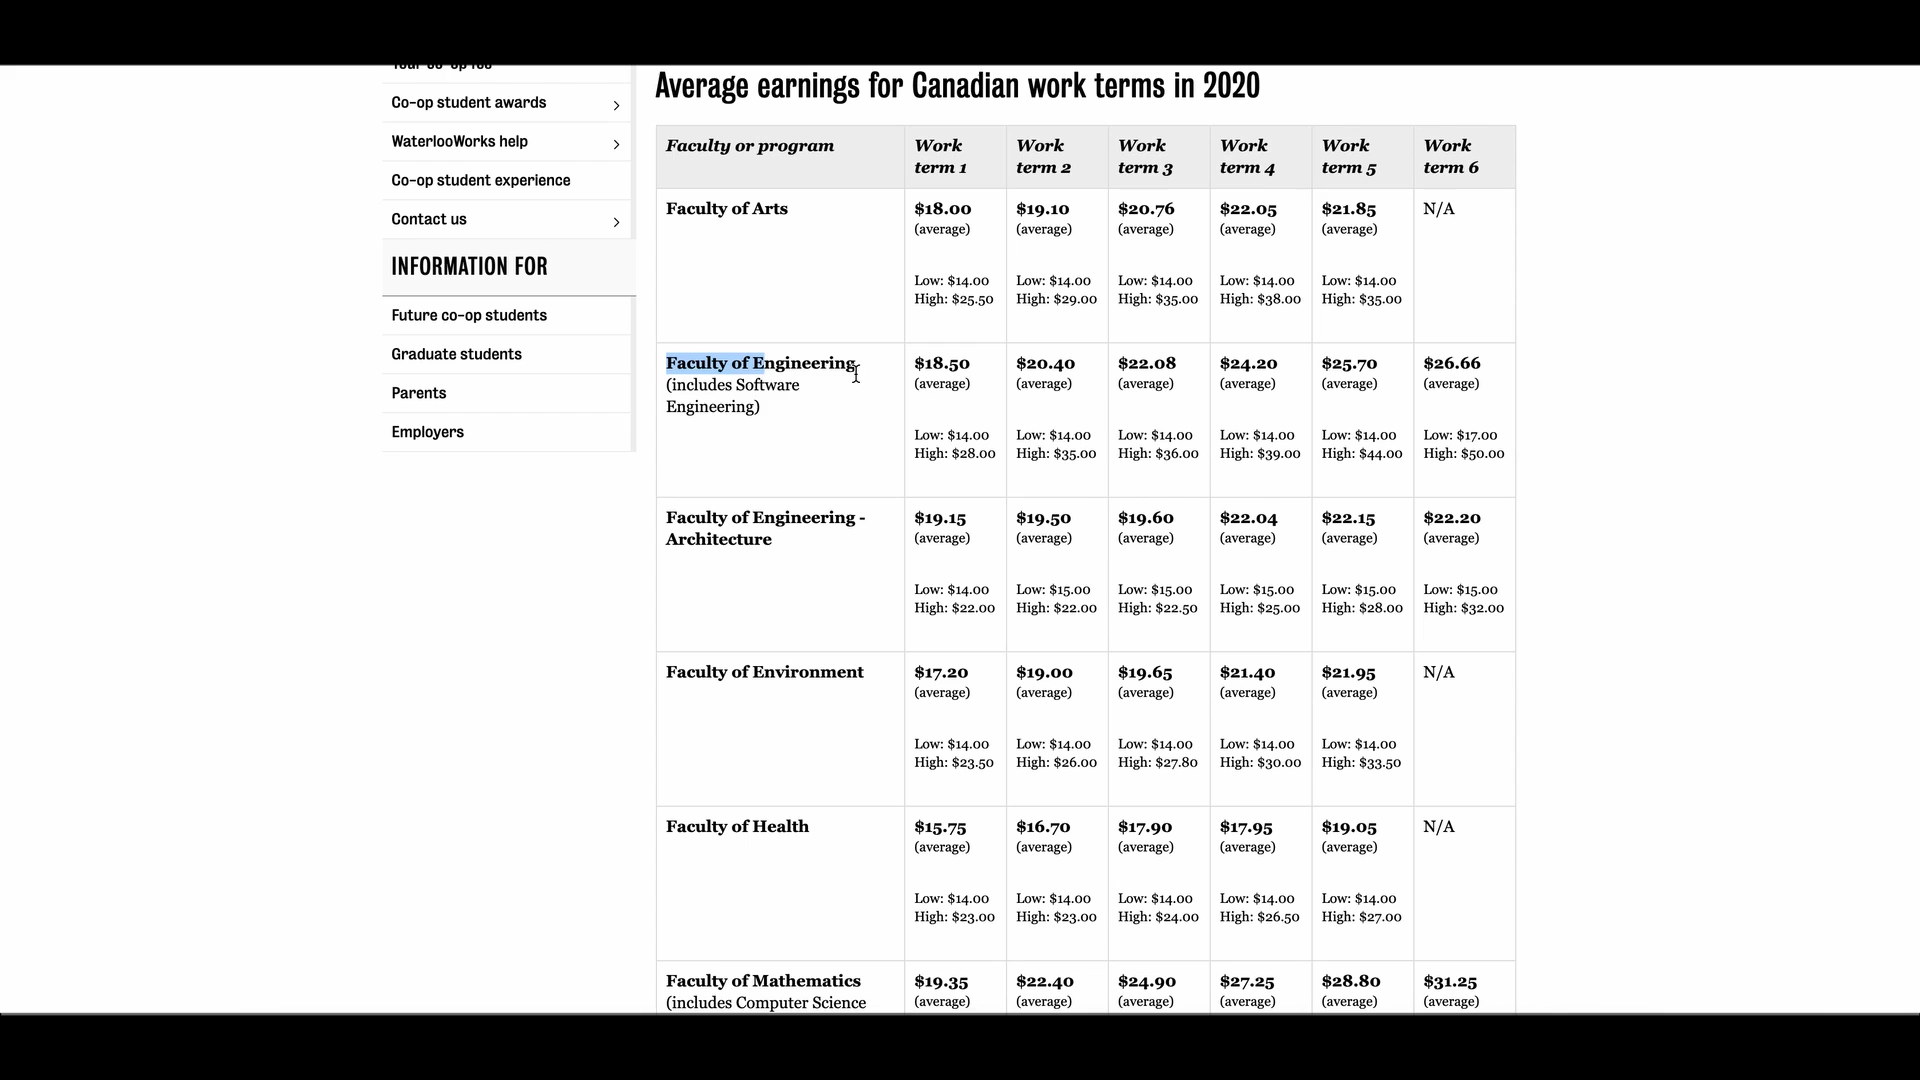 Your co-op fee
Co-op student awards
WaterlooWorks help
Co-op student experience
Contact us
INFORMATION FOR
Future co-op students
Graduate students
Parents
Employers
Average earnings for Canadian work terms in 2020
Faculty or program
Work
term 1
Work
term 2
Work
term 3
Work
term 4
Work
term 5
Work
term 6
Faculty of Arts
$18.00
(average)
Low: $14.00
High: $25.50
$19.10
(average)
Low: $14.00
High: $29.00
$20.76
(average)
Low: $14.00
High: $35.00
$22.05
(average)
Low: $14.00
High: $38.00
$21.85
(average)
Low: $14.00
High: $35.00
N/A
Faculty of Engineering
(includes Software
Engineering)
$18.50
(average)
Low: $14.00
High: $28.00
$20.40
(average)
Low: $14.00
High: $35.00
$22.08
(average)
Low: $14.00
High: $36.00
$24.20
(average)
Low: $14.00
High: $39.00
$25.70
(average)
Low: $14.00
High: $44.00
$26.66
(average)
Low: $17.00
High: $50.00
Faculty of Engineering -
Architecture
$19.15
(average)
Low: $14.00
High: $22.00
$19.50
(average)
Low: $15.00
High: $22.00
$19.60
(average)
Low: $15.00
High: $22.50
$22.04
(average)
Low: $15.00
High: $25.00
$22.15
(average)
Low: $15.00
High: $28.00
$22.20
(average)
Low: $15.00
High: $32.00
Faculty of Environment
$17.20
(average)
Low: $14.00
High: $23.50
$19.00
(average)
Low: $14.00
High: $26.00
$19.65
(average)
Low: $14.00
High: $27.80
$21.40
(average)
Low: $14.00
High: $30.00
$21.95
(average)
Low: $14.00
High: $33.50
N/A
Faculty of Health
$15.75
(average)
Low: $14.00
High: $23.00
$16.70
(average)
Low: $14.00
High: $23.00
$17.90
(average)
Low: $14.00
High: $24.00
$17.95
(average)
Low: $14.00
High: $26.50
$19.05
(average)
Low: $14.00
High: $27.00
N/A
Faculty of Mathematics
(includes Computer Science
$19.35
(average)
$22.40
(average)
$24.90
(average)
$27.25
(average)
$28.80
(average)
$31.25
(average)